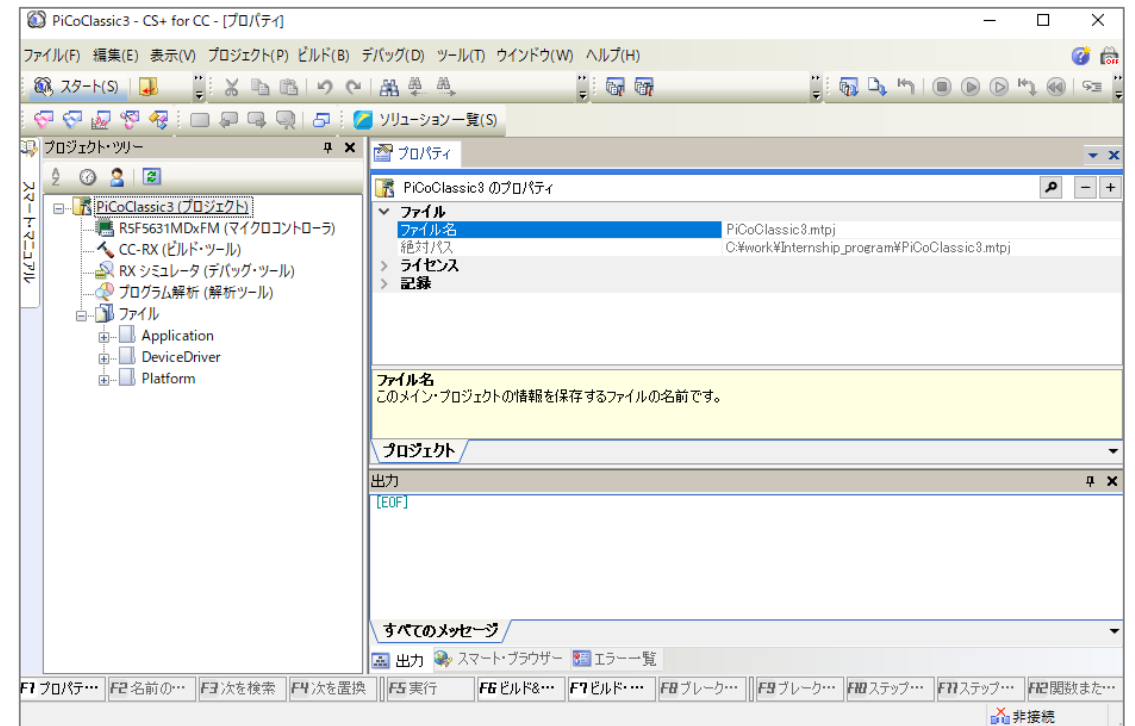 PiCoClassic3 - CS+ for CC - [プロパティ]
ファイル(F) 編集(E) 表示(V) プロジェクト(P) ビルド(B) デバッグ(D) ツール(T) ウインドウ(W) ヘルプ(H)
スタート(S)
ソリューション一覧(S)
スマート・マニュアル
プロジェクト・ツリー
PiCoClassic3 (プロジェクト)
R5F5631MDxFM (マイクロコントローラ)
CC-RX (ビルド・ツール)
RX シミュレータ (デバッグ・ツール)
プログラム解析 (解析ツール)
ファイル
Application
DeviceDriver
Platform
プロパティ
PiCoClassic3 のプロパティ
ファイル
ファイル名 PiCoClassic3.mtpj
絶対パス C:¥work¥Internship_program¥PiCoClassic3.mtpj
ライセンス
記録
ファイル名
このメイン・プロジェクトの情報を保存するファイルの名前です。
プロジェクト
出力
[EOF]
すべてのメッセージ
出力 スマート・ブラウザー エラー一覧
F1 プロパテ… F2 名前の… F3 次を検索 F4 次を置換 F5 実行 F6 ビルド&… F7 ビルド・… F8 ブレーク… F9 ブレーク… F10 ステップ… F11 ステップ… F12 関数また…
非接続